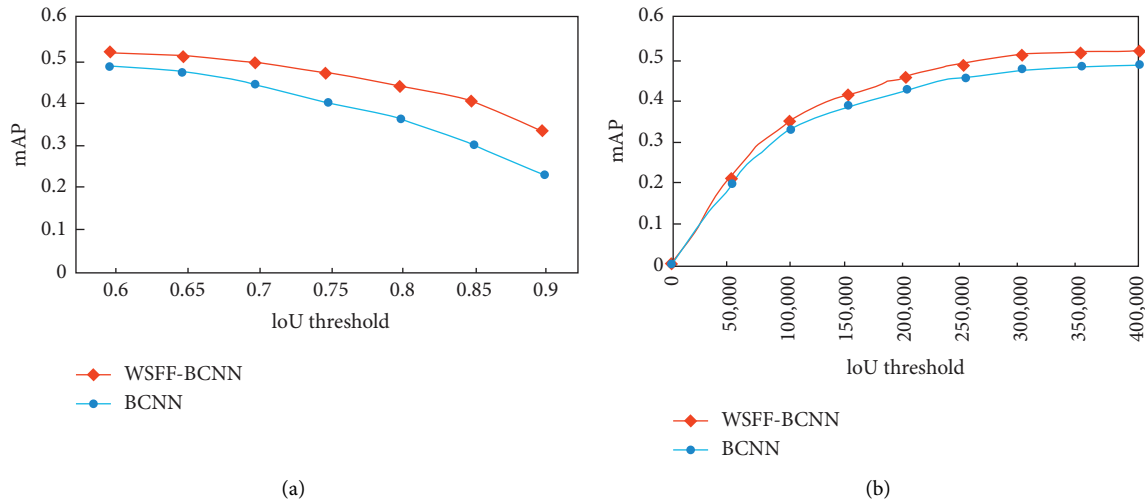 0.6
0.5
0.4
0.3
0.2
0.1
0
mAP
0.6 0.65 0.7 0.75 0.8 0.85 0.9
loU threshold
WSFF-BCNN
BCNN
(a)
0.6
0.5
0.4
0.3
0.2
0.1
0
mAP
0 50,000 100,000 150,000 200,000 250,000 300,000 350,000 400,000
loU threshold
WSFF-BCNN
BCNN
(b)